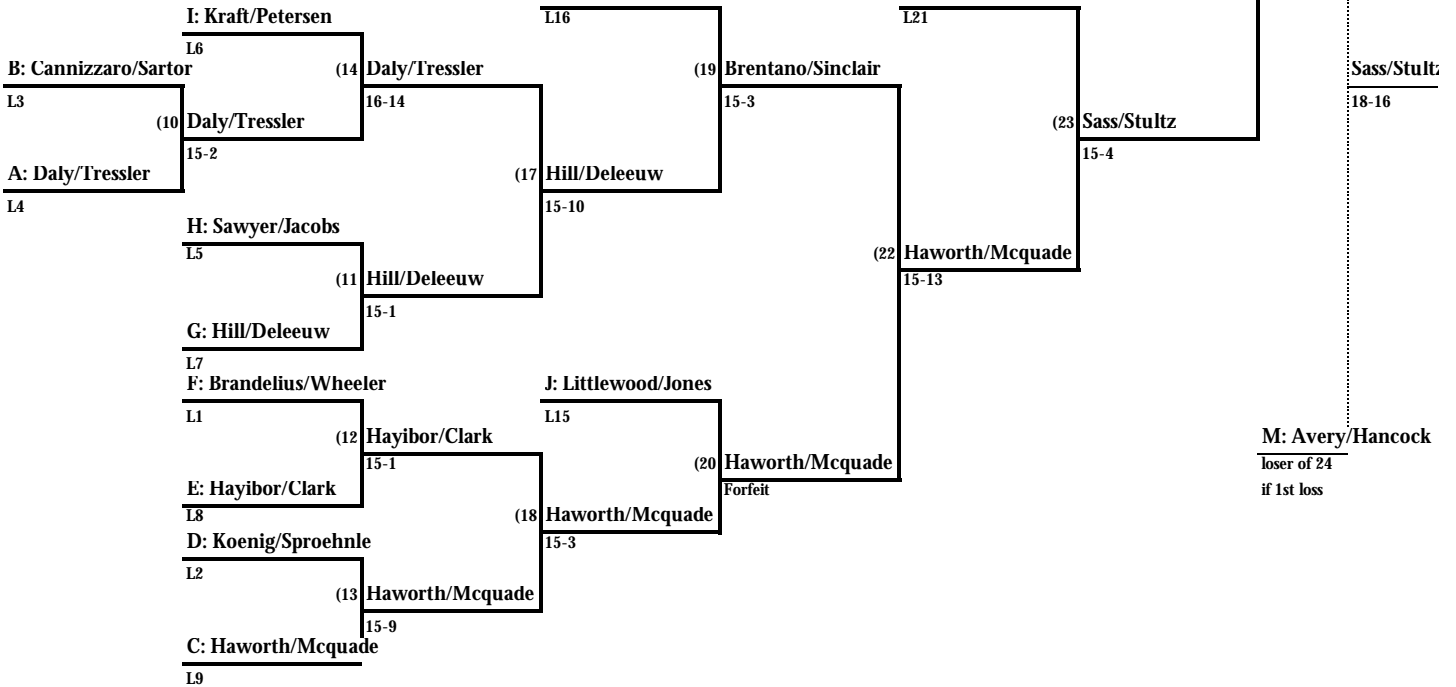 I: Kraft/Petersen
L6
B: Cannizzaro/Sartor
L3
(10 Daly/Tressler
15-2
A: Daly/Tressler
L4
(14 Daly/Tressler
16-14
H: Sawyer/Jacobs
L5
(11 Hill/Deleeuw
15-1
G: Hill/Deleeuw
L7
F: Brandelius/Wheeler
L1
(12 Hayibor/Clark
15-1
E: Hayibor/Clark
L8
D: Koenig/Sproehnle
L2
(13 Haworth/Mcquade
15-9
C: Haworth/Mcquade
L9
L16
(17 Hill/Deleeuw
15-10
J: Littlewood/Jones
L15
(18 Haworth/Mcquade
15-3
(19 Brentano/Sinclair
15-3
(20 Haworth/Mcquade
Forfeit
L21
(22 Haworth/Mcquade
15-13
(23 Sass/Stultz
15-4
Sass/Stultz
18-16
M: Avery/Hancock
loser of 24
if 1st loss